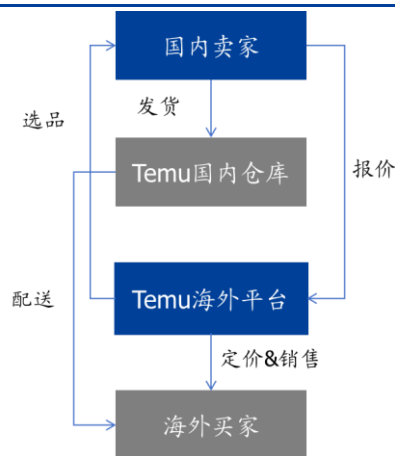 国内卖家
发货
选品
Temu国内仓库
报价
Temu海外平台
配送
定价&销售
海外买家